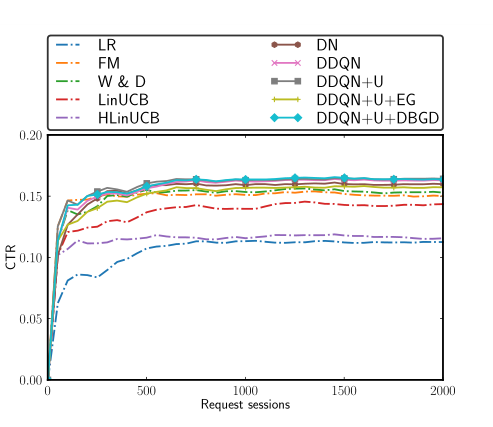 LR
FM
W & D
LinUCB
HLinUCB
DN
DDQN
DDQN+U
DDQN+U+EG
DDQN+U+DBGD
0.20
0.15
0.10
0.05
0.00
CTR
0 500 1000 1500 2000
Request sessions